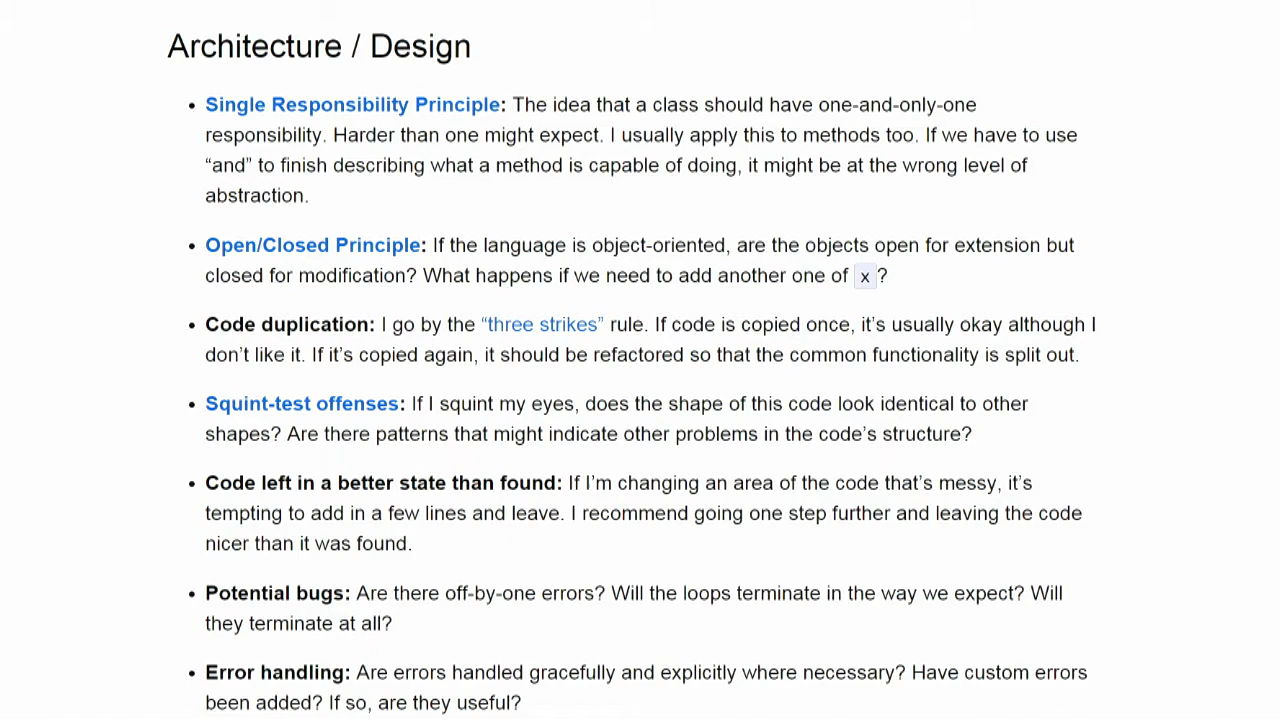 Architecture / Design
• Single Responsibility Principle: The idea that a class should have one-and-only-one
responsibility. Harder than one might expect. I usually apply this to methods too. If we have to use
“and” to finish describing what a method is capable of doing, it might be at the wrong level of
abstraction.
• Open/Closed Principle: If the language is object-oriented, are the objects open for extension but
closed for modification? What happens if we need to add another one of x?
• Code duplication: I go by the “three strikes” rule. If code is copied once, it’s usually okay although I
don’t like it. If it’s copied again, it should be refactored so that the common functionality is split out.
• Squint-test offenses: If I squint my eyes, does the shape of this code look identical to other
shapes? Are there patterns that might indicate other problems in the code’s structure?
• Code left in a better state than found: If I’m changing an area of the code that’s messy, it’s
tempting to add in a few lines and leave. I recommend going one step further and leaving the code
nicer than it was found.
• Potential bugs: Are there off-by-one errors? Will the loops terminate in the way we expect? Will
they terminate at all?
• Error handling: Are errors handled gracefully and explicitly where necessary? Have custom errors
been added? If so, are they useful?